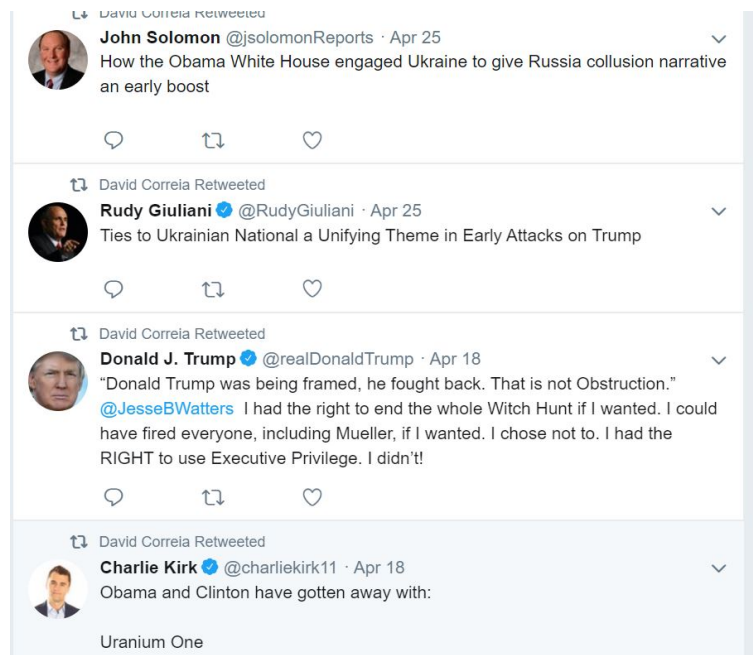 David Correia Retweeted
John Solomon @jsolomonReports · Apr 25
How the Obama White House engaged Ukraine to give Russia collusion narrative
an early boost
David Correia Retweeted
Rudy Giuliani @RudyGiuliani · Apr 25
Ties to Ukrainian National a Unifying Theme in Early Attacks on Trump
David Correia Retweeted
Donald J. Trump @realDonaldTrump · Apr 18
“Donald Trump was being framed, he fought back. That is not Obstruction.”
@JesseBWatters I had the right to end the whole Witch Hunt if I wanted. I could
have fired everyone, including Mueller, if I wanted. I chose not to. I had the
RIGHT to use Executive Privilege. I didn’t!
David Correia Retweeted
Charlie Kirk @charliekirk11 · Apr 18
Obama and Clinton have gotten away with:
Uranium One